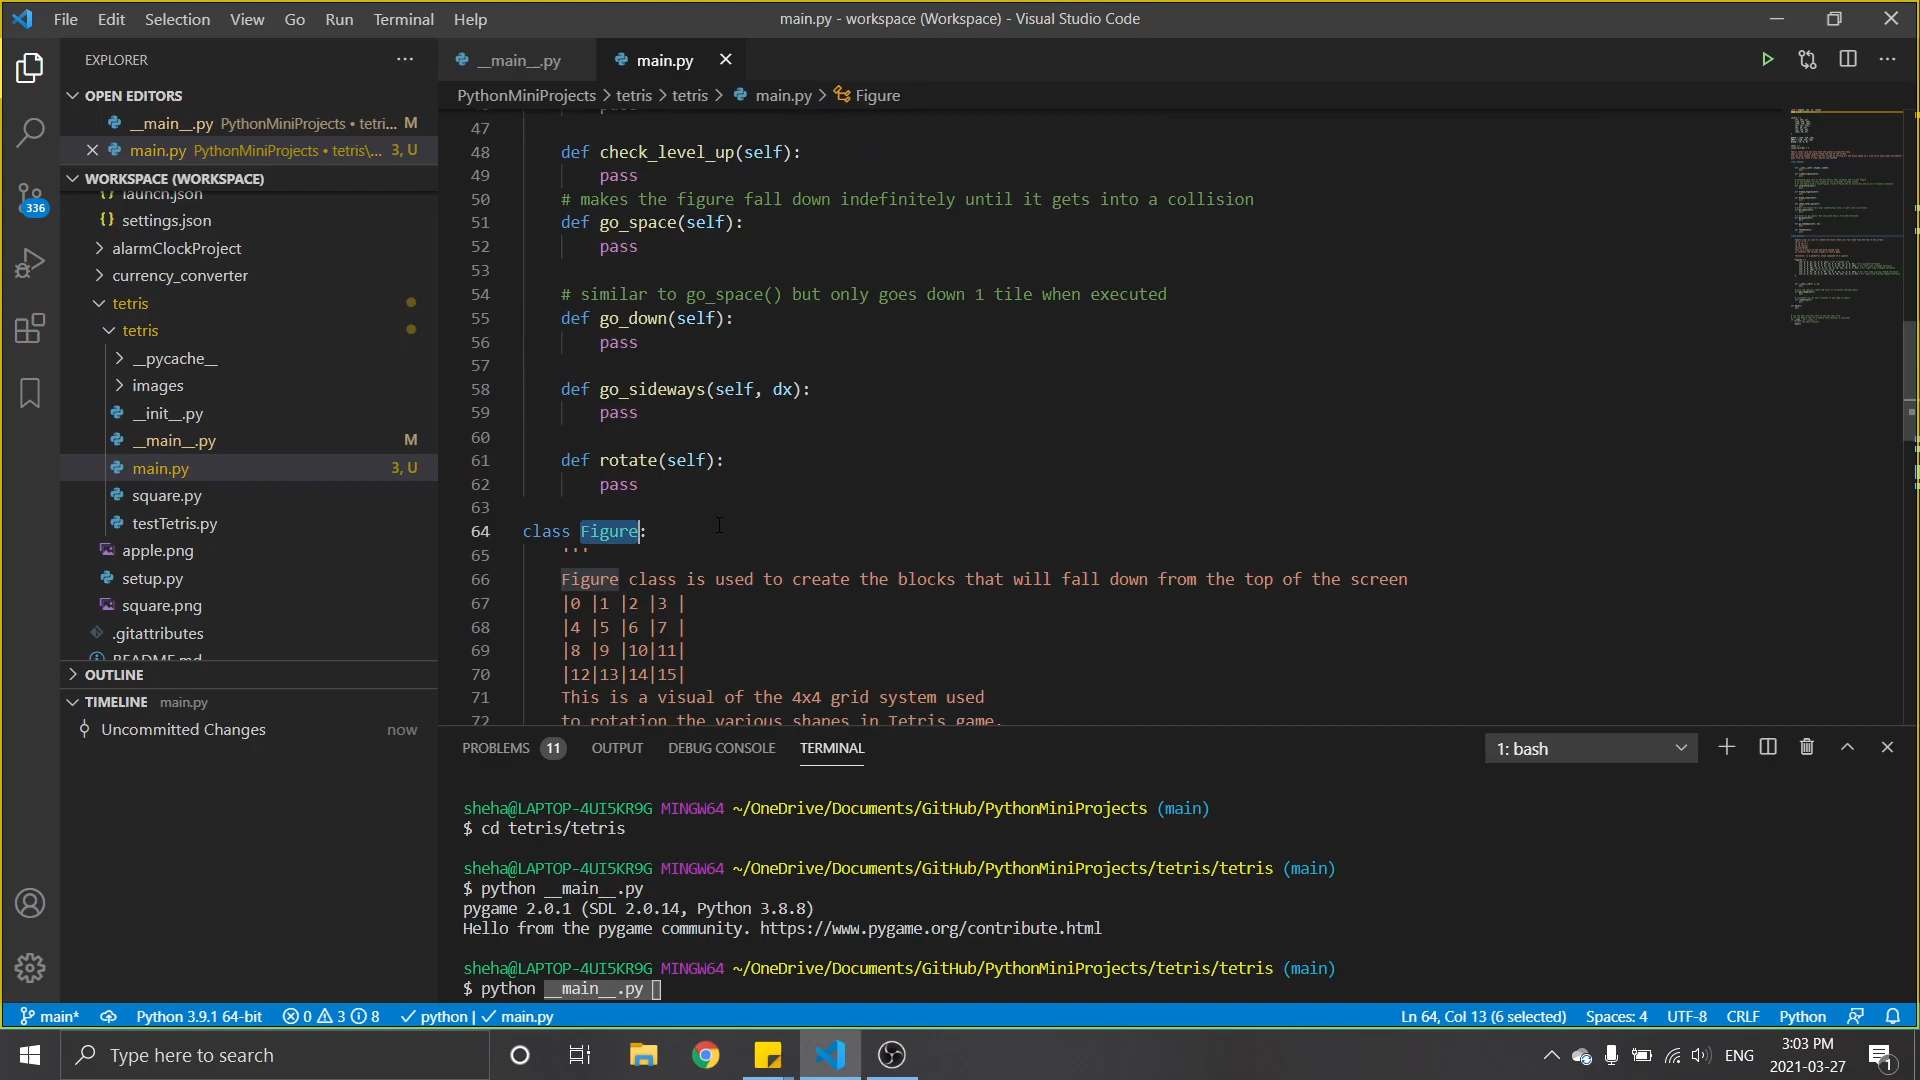 File Edit Selection View Go Run Terminal Help
main.py - workspace (Workspace) - Visual Studio Code
EXPLORER
OPEN EDITORS
__main__.py PythonMiniProjects • tetri... M
main.py PythonMiniProjects • tetris\... 3, U
WORKSPACE (WORKSPACE)
launch.json
settings.json
alarmClockProject
currency_converter
tetris
tetris
__pycache__
images
__init__.py
__main__.py M
main.py 3, U
square.py
testTetris.py
apple.png
setup.py
square.png
.gitattributes
README.md
OUTLINE
TIMELINE main.py
Uncommitted Changes now
336
__main__.py
main.py
PythonMiniProjects > tetris > tetris > main.py > Figure
47
48 def check_level_up(self):
49 pass
50 # makes the figure fall down indefinitely until it gets into a collision
51 def go_space(self):
52 pass
53
54 # similar to go_space() but only goes down 1 tile when executed
55 def go_down(self):
56 pass
57
58 def go_sideways(self, dx):
59 pass
60
61 def rotate(self):
62 pass
63
64 class Figure:
65 '''
66 Figure class is used to create the blocks that will fall down from the top of the screen
67 |0 |1 |2 |3 |
68 |4 |5 |6 |7 |
69 |8 |9 |10|11|
70 |12|13|14|15|
71 This is a visual of the 4x4 grid system used
72 to rotation the various shapes in Tetris game.
PROBLEMS 11 OUTPUT DEBUG CONSOLE TERMINAL
1: bash
sheha@LAPTOP-4UI5KR9G MINGW64 ~/OneDrive/Documents/GitHub/PythonMiniProjects (main)
$ cd tetris/tetris
sheha@LAPTOP-4UI5KR9G MINGW64 ~/OneDrive/Documents/GitHub/PythonMiniProjects/tetris/tetris (main)
$ python __main__.py
pygame 2.0.1 (SDL 2.0.14, Python 3.8.8)
Hello from the pygame community. https://www.pygame.org/contribute.html
sheha@LAPTOP-4UI5KR9G MINGW64 ~/OneDrive/Documents/GitHub/PythonMiniProjects/tetris/tetris (main)
$ python __main__.py
main* Python 3.9.1 64-bit 0 3 8 python | main.py
Ln 64, Col 13 (6 selected) Spaces: 4 UTF-8 CRLF Python
Type here to search
ENG
3:03 PM
2021-03-27
1